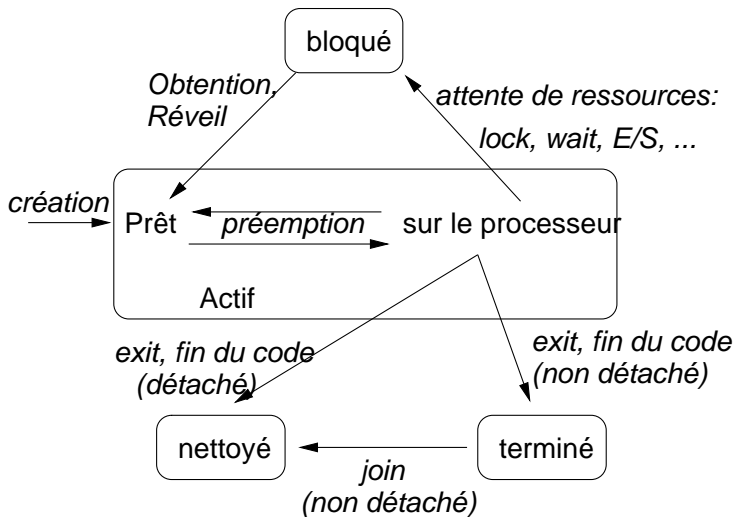 bloqué
Obtention,
Réveil
attente de ressources:
lock, wait, E/S, ...
création
Prêt
préemption
sur le processeur
Actif
exit, fin du code
(détaché)
exit, fin du code
(non détaché)
nettoyé
terminé
join
(non détaché)